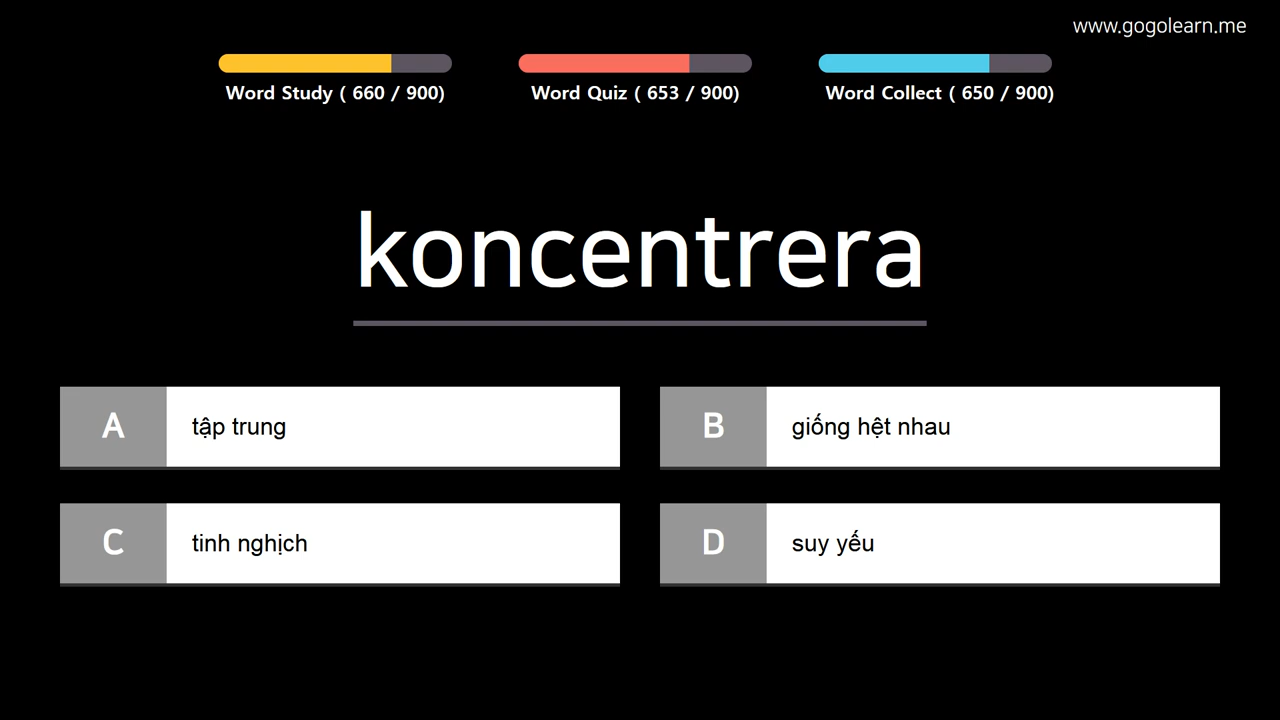 www.gogolearn.me
Word Study ( 660 / 900)
Word Quiz ( 653 / 900)
Word Collect ( 650 / 900)
koncentrera
A tập trung
B giống hệt nhau
C tinh nghịch
D suy yếu